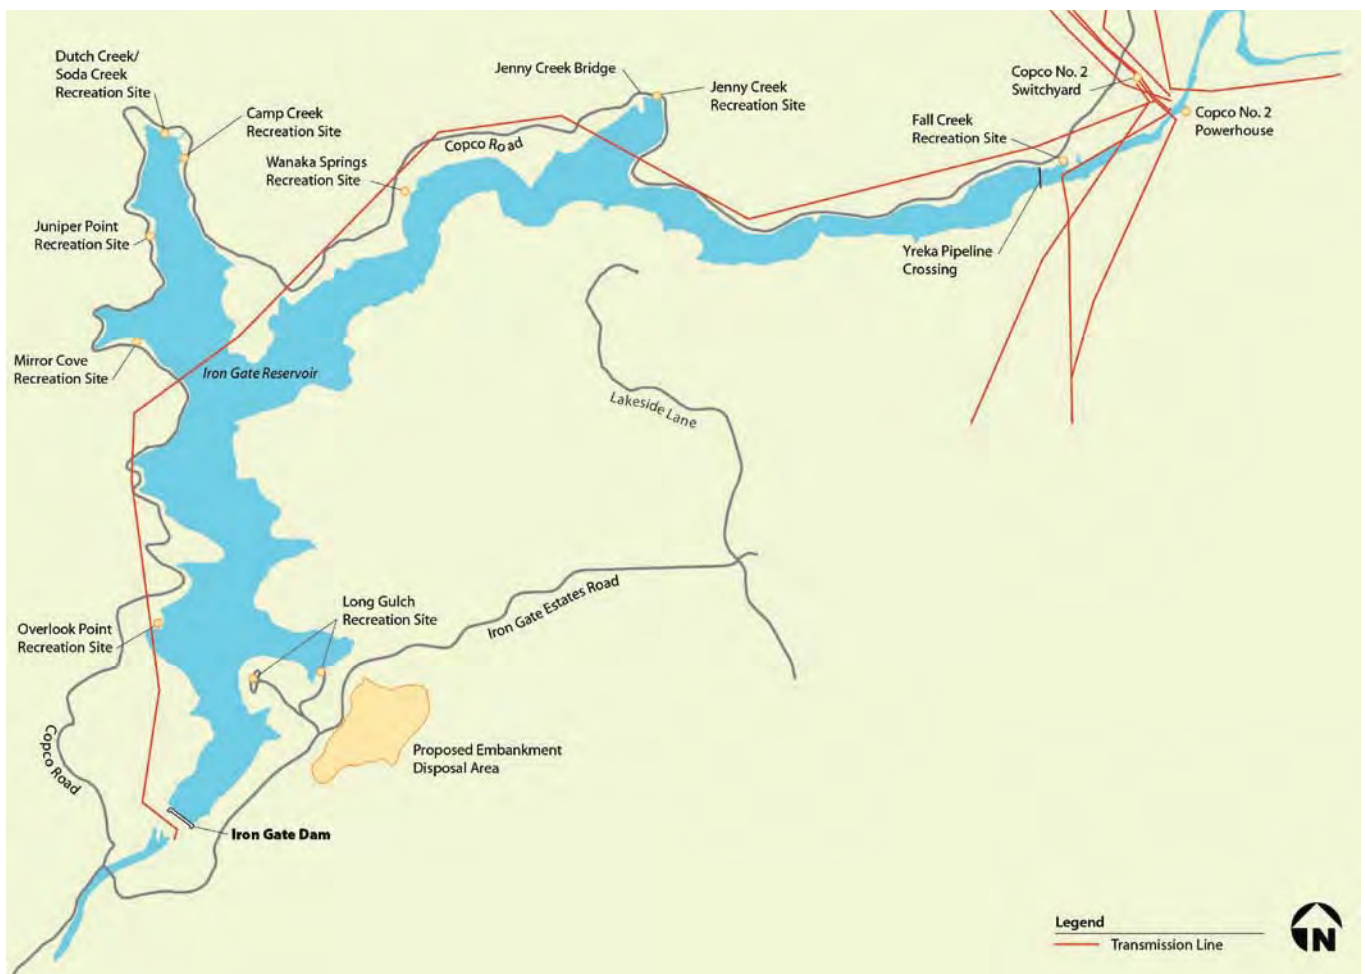 Dutch Creek/
Soda Creek
Recreation Site
Camp Creek
Recreation Site
Wanaka Springs
Recreation Site
Jenny Creek Bridge
Jenny Creek
Recreation Site
Copco Road
Copco No. 2
Switchyard
Copco No. 2
Powerhouse
Fall Creek
Recreation Site
Yreka Pipeline
Crossing
Juniper Point
Recreation Site
Mirror Cove
Recreation Site
Iron Gate Reservoir
Lakeside Lane
Iron Gate Estates Road
Long Gulch
Recreation Site
Overlook Point
Recreation Site
Copco Road
Proposed Embankment
Disposal Area
Iron Gate Dam
Legend
Transmission Line
N